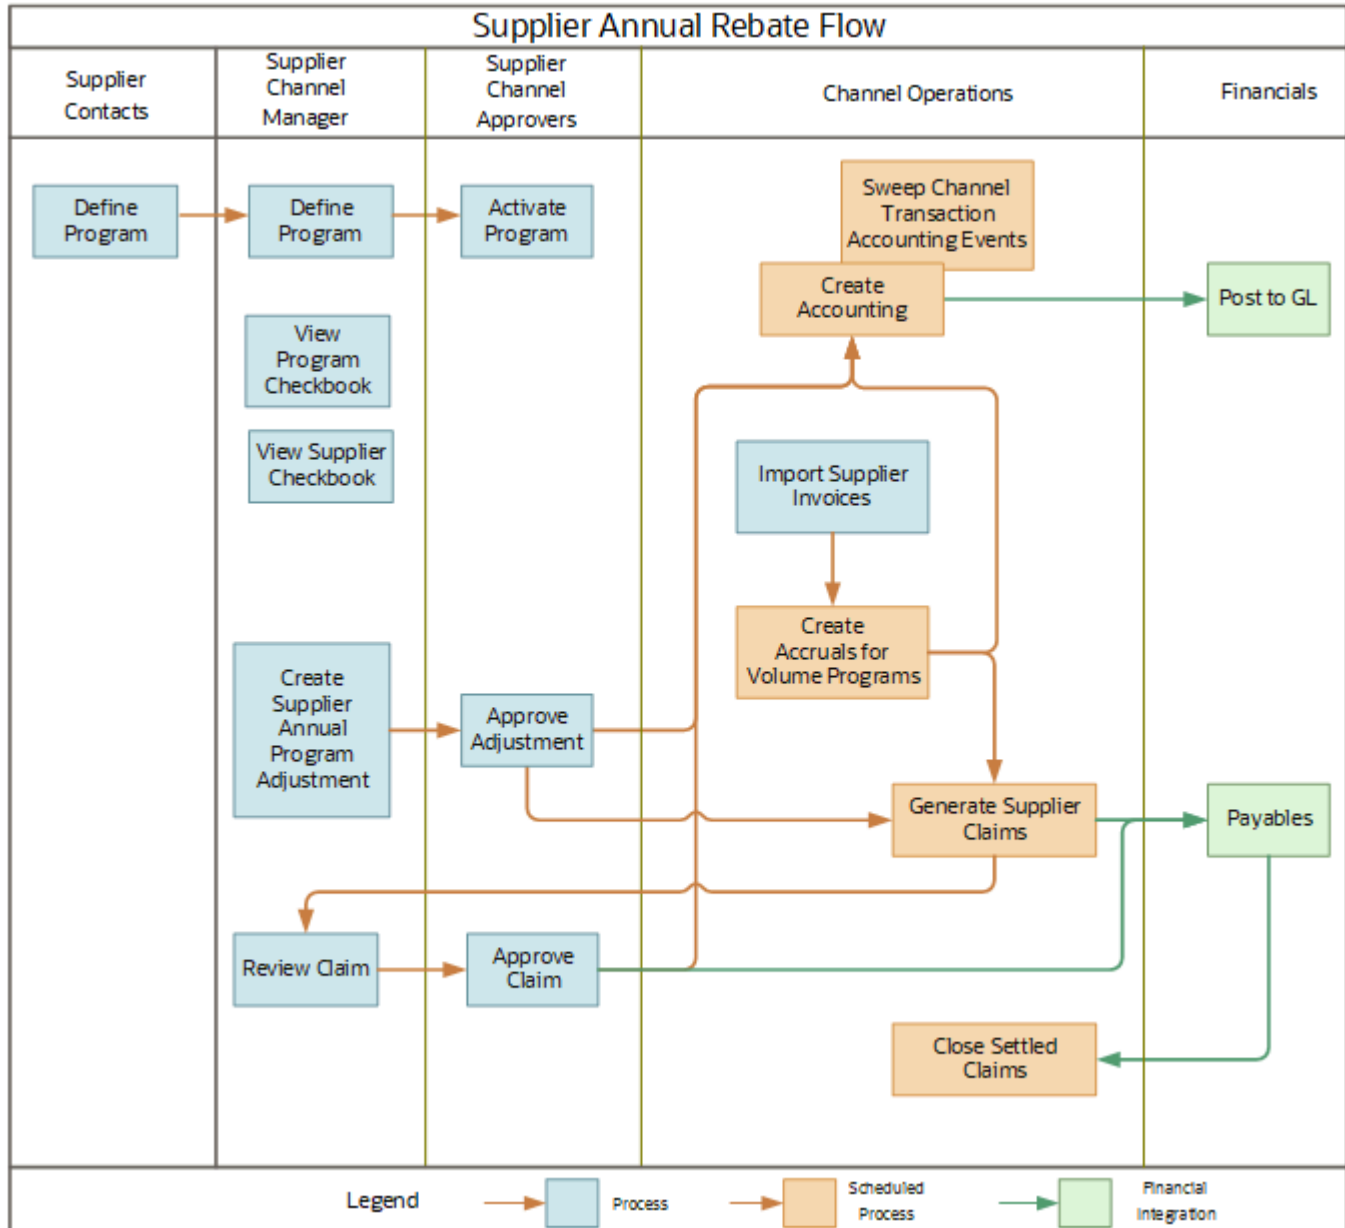 Supplier Annual Rebate Flow
Supplier
Contacts
Supplier
Channel
Manager
Supplier
Channel
Approvers
Channel Operations
Financials
Define
Program
Define
Program
Activate
Program
Sweep Channel
Transaction
Accounting Events
Create
Accounting
Post to GL
View
Program
Checkbook
View Supplier
Checkbook
Import Supplier
Invoices
Create
Accruals for
Volume Programs
Create
Supplier
Annual
Program
Adjustment
Approve
Adjustment
Generate Supplier
Claims
Payables
Review Claim
Approve
Claim
Close Settled
Claims
Legend
Process
Scheduled
Process
Financial
Integration